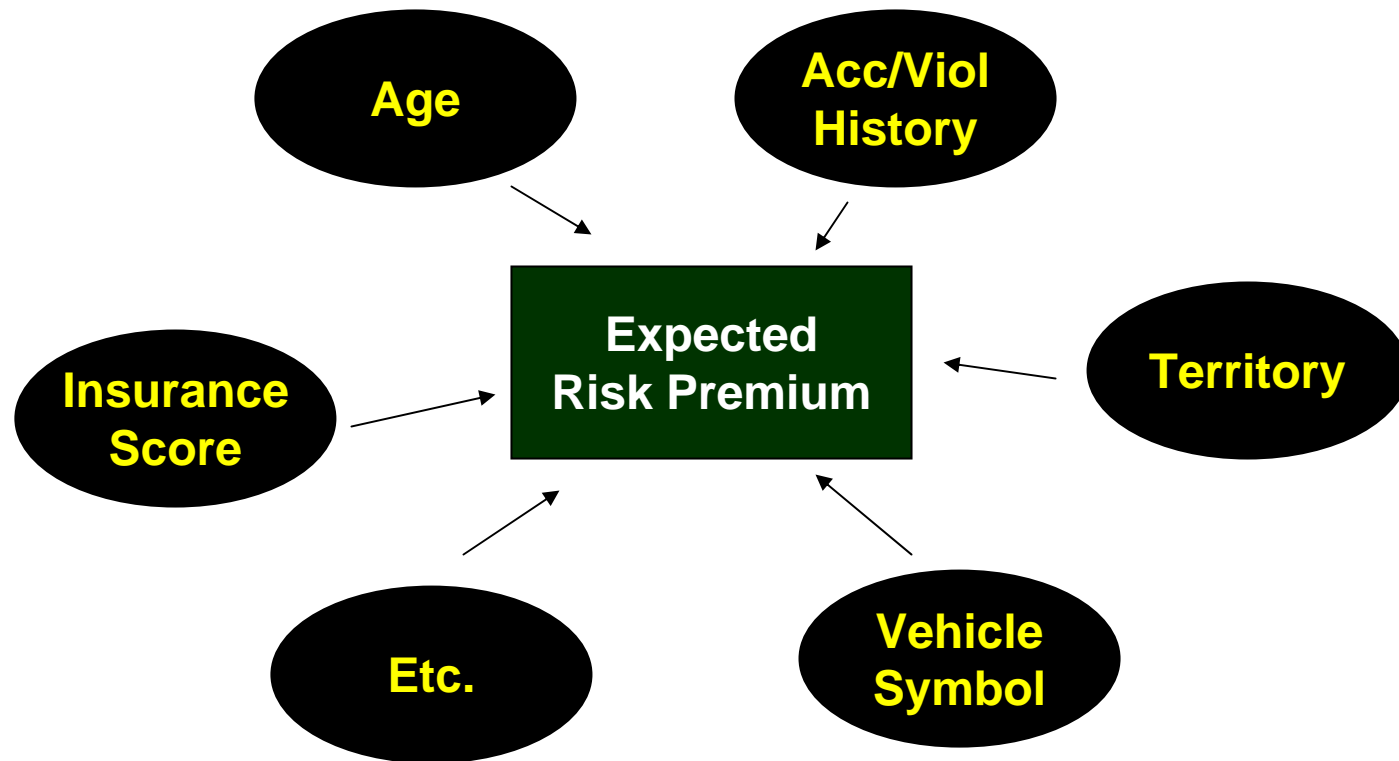 Age
Acc/Viol
History
Expected
Risk Premium
Territory
Insurance
Score
Etc.
Vehicle
Symbol